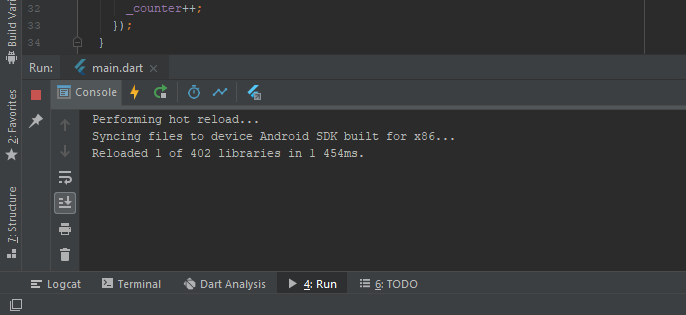 32 _counter++;
33 });
34 }
Build Vari
Run: main.dart
Console
2: Favorites
7: Structure
Performing hot reload...
Syncing files to device Android SDK built for x86...
Reloaded 1 of 402 libraries in 1 454ms.
Logcat Terminal Dart Analysis 4: Run 6: TODO